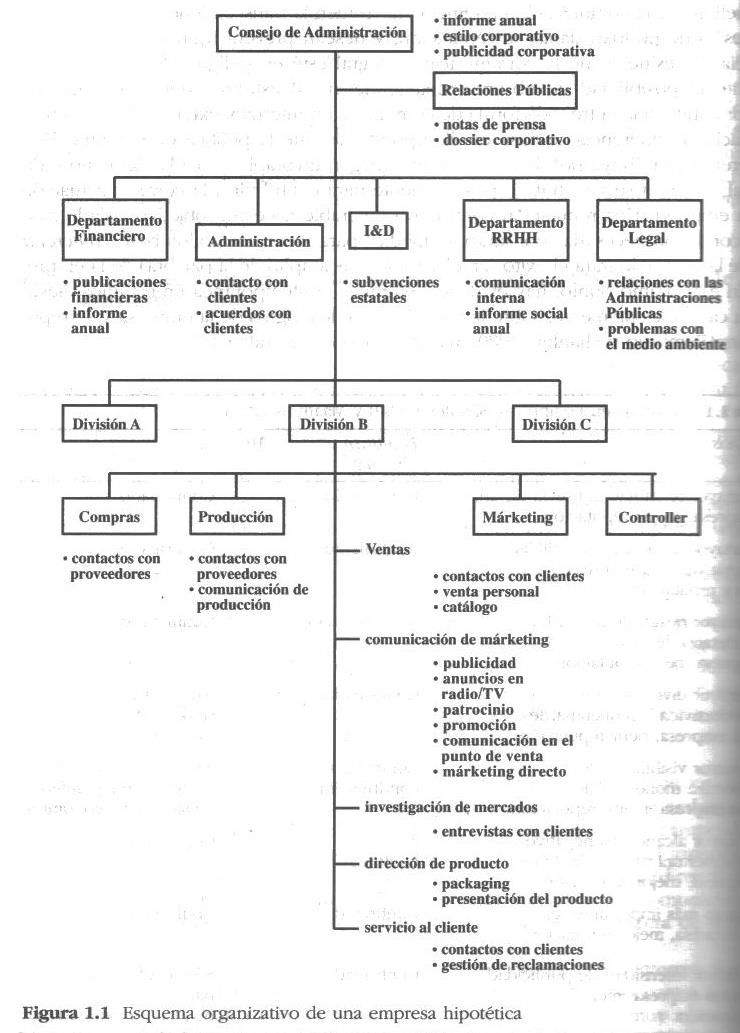 Consejo de Administración
• informe anual
• estilo corporativo
• publicidad corporativa
Relaciones Públicas
• notas de prensa
• dossier corporativo
Departamento
Financiero
• publicaciones
financieras
• informe
anual
Administración
• contacto con
clientes
• acuerdos con
clientes
I&D
• subvenciones
estatales
Departamento
RRHH
• comunicación
interna
• informe social
anual
Departamento
Legal
• relaciones con las
Administraciones
Públicas
• problemas con
el medio ambiente
División A
División B
División C
Compras
• contactos con
proveedores
Producción
• contactos con
proveedores
• comunicación de
producción
Márketing
Controller
Ventas
• contactos con clientes
• venta personal
• catálogo
comunicación de márketing
• publicidad
• anuncios en
radio/TV
• patrocinio
• promoción
• comunicación en el
punto de venta
• márketing directo
investigación de mercados
• entrevistas con clientes
dirección de producto
• packaging
• presentación del producto
servicio al cliente
• contactos con clientes
• gestión de reclamaciones
Figura 1.1 Esquema organizativo de una empresa hipotética